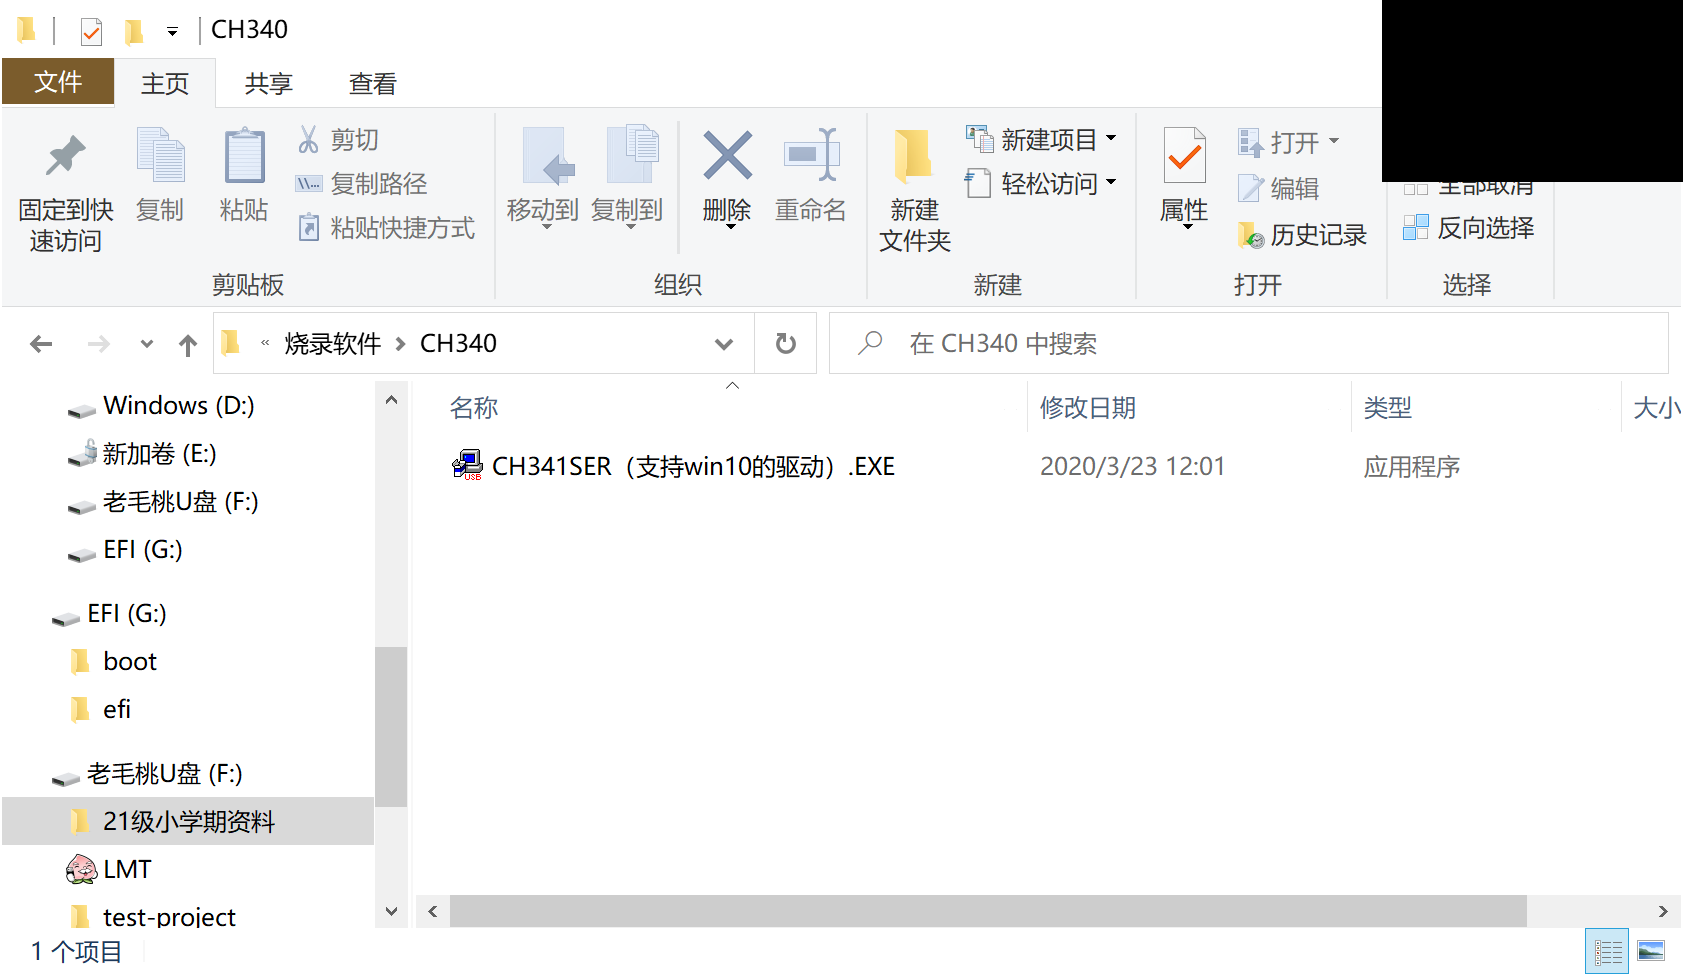 CH340
文件 主页 共享 查看
固定到快速访问
复制
粘贴
剪切
复制路径
粘贴快捷方式
剪贴板
移动到
复制到
删除
重命名
组织
新建
文件夹
新建项目
轻松访问
新建
属性
打开
编辑
历史记录
打开
全部取消
反向选择
选择
« 烧录软件 > CH340
在 CH340 中搜索
Windows (D:)
新加卷 (E:)
老毛桃U盘 (F:)
EFI (G:)
EFI (G:)
boot
efi
老毛桃U盘 (F:)
21级小学期资料
LMT
test-project
名称 修改日期 类型 大小
CH341SER（支持win10的驱动）.EXE 2020/3/23 12:01 应用程序
USB
1 个项目